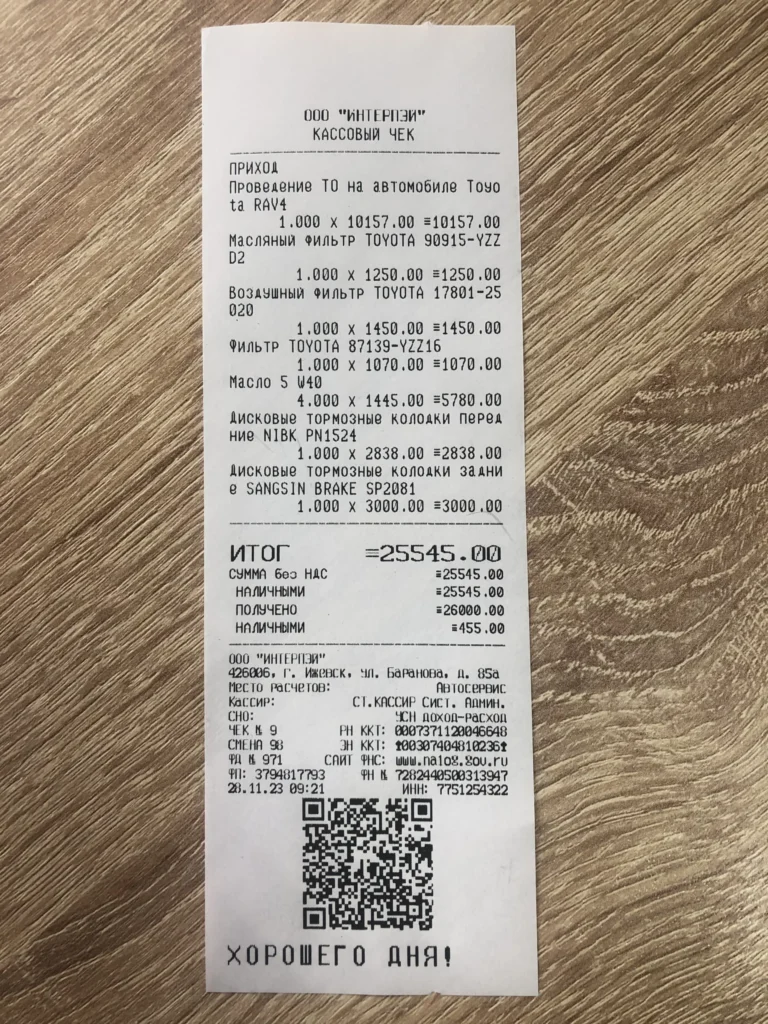 ООО "ИНТЕРПЭЙ"
КАССОВЫЙ ЧЕК
ПРИХОД
Проведение ТО на автомобиле Toyo
ta RAV4
1.000 x 10157.00 ≡10157.00
Масляный фильтр TOYOTA 90915-YZZ
D2
1.000 x 1250.00 ≡1250.00
Воздушный фильтр TOYOTA 17801-25
020
1.000 x 1450.00 ≡1450.00
Фильтр TOYOTA 87139-YZZ16
1.000 x 1070.00 ≡1070.00
Масло 5 W40
4.000 x 1445.00 ≡5780.00
Дисковые тормозные колодки перед
ние NIBK PN1524
1.000 x 2838.00 ≡2838.00
Дисковые тормозные колодки задни
е SANGSIN BRAKE SP2081
1.000 x 3000.00 ≡3000.00
ИТОГ ≡25545.00
СУММА без НДС ≡25545.00
НАЛИЧНЫМИ ≡25545.00
ПОЛУЧЕНО ≡26000.00
НАЛИЧНЫМИ ≡455.00
ООО "ИНТЕРПЭЙ"
426006, г. Ижевск, ул. Баранова, д. 85а
Место расчетов: Автосервис
Кассир: СТ.КАССИР Сист. Админ.
СНО: УСН доход-расход
ЧЕК № 9 РН ККТ: 0007371120046648
СМЕНА 98 ЗН ККТ: 00307404810236
ФД № 971 САЙТ ФНС: www.nalog.gov.ru
ФП: 3794817793 ФН № 7282440500313947
28.11.23 09:21 ИНН: 7751254322
ХОРОШЕГО ДНЯ!